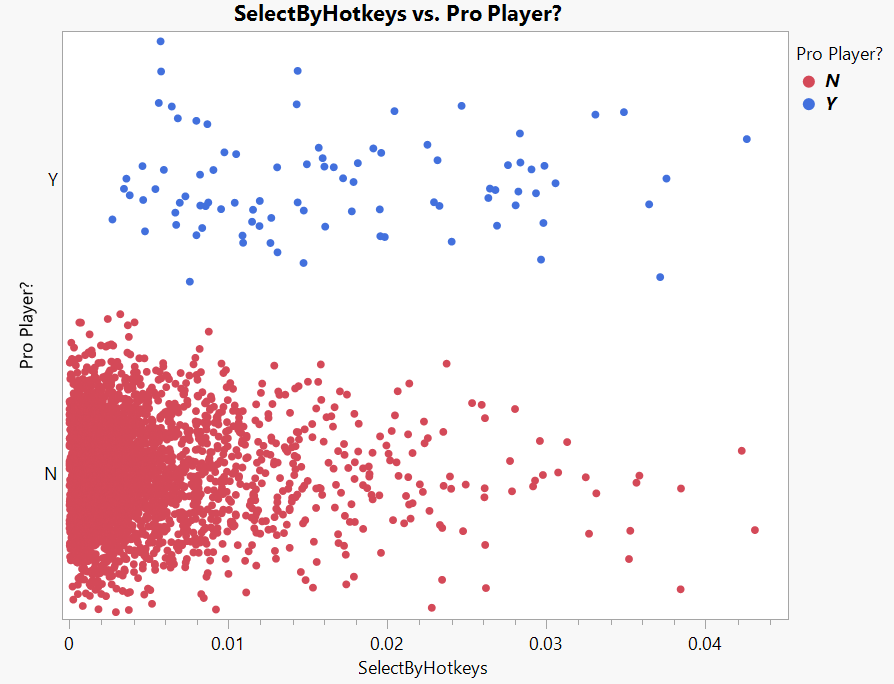 SelectByHotkeys vs. Pro Player?
Pro Player?
N
Y
Y
Pro Player?
N
0
0.01
0.02
0.03
0.04
SelectByHotkeys